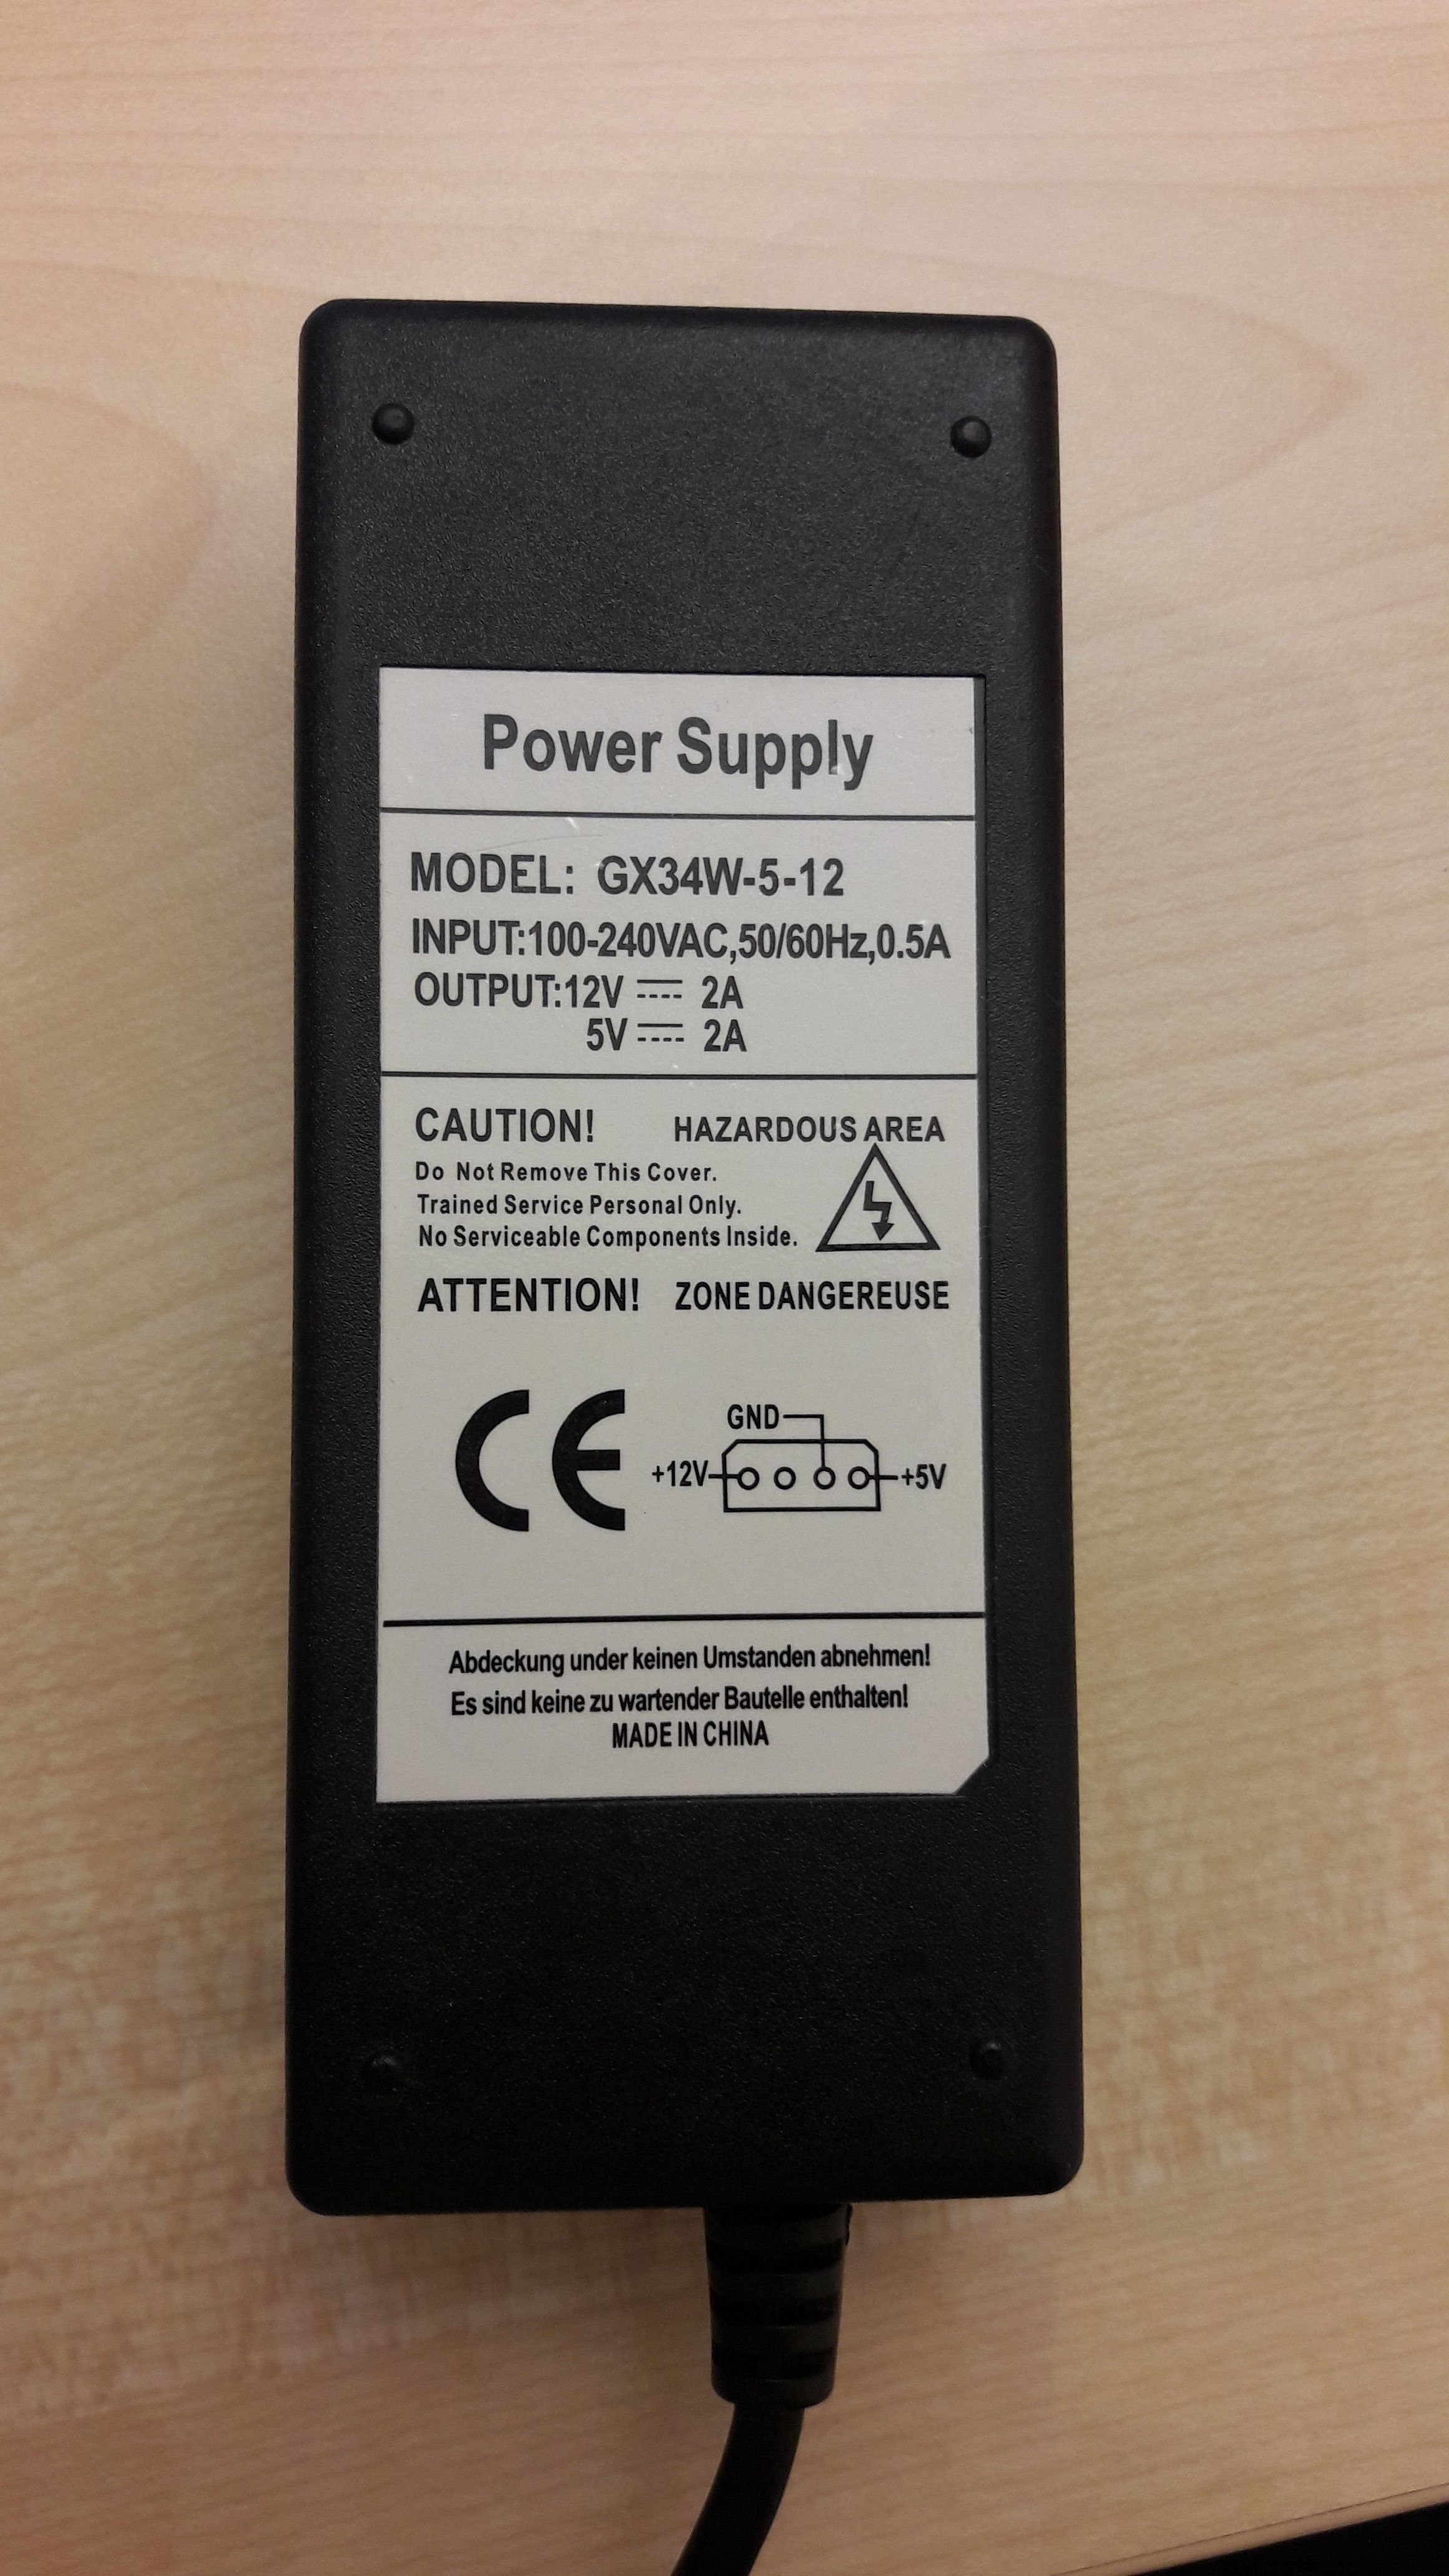 Power Supply
MODEL: GX34W-5-12
INPUT:100-240VAC,50/60Hz,0.5A
OUTPUT:12V ⎓ 2A
5V ⎓ 2A
CAUTION! HAZARDOUS AREA
Do Not Remove This Cover.
Trained Service Personal Only.
No Serviceable Components Inside.
ATTENTION! ZONE DANGEREUSE
CE
GND
+12V +5V
Abdeckung under keinen Umstanden abnehmen!
Es sind keine zu wartender Bautelle enthalten!
MADE IN CHINA